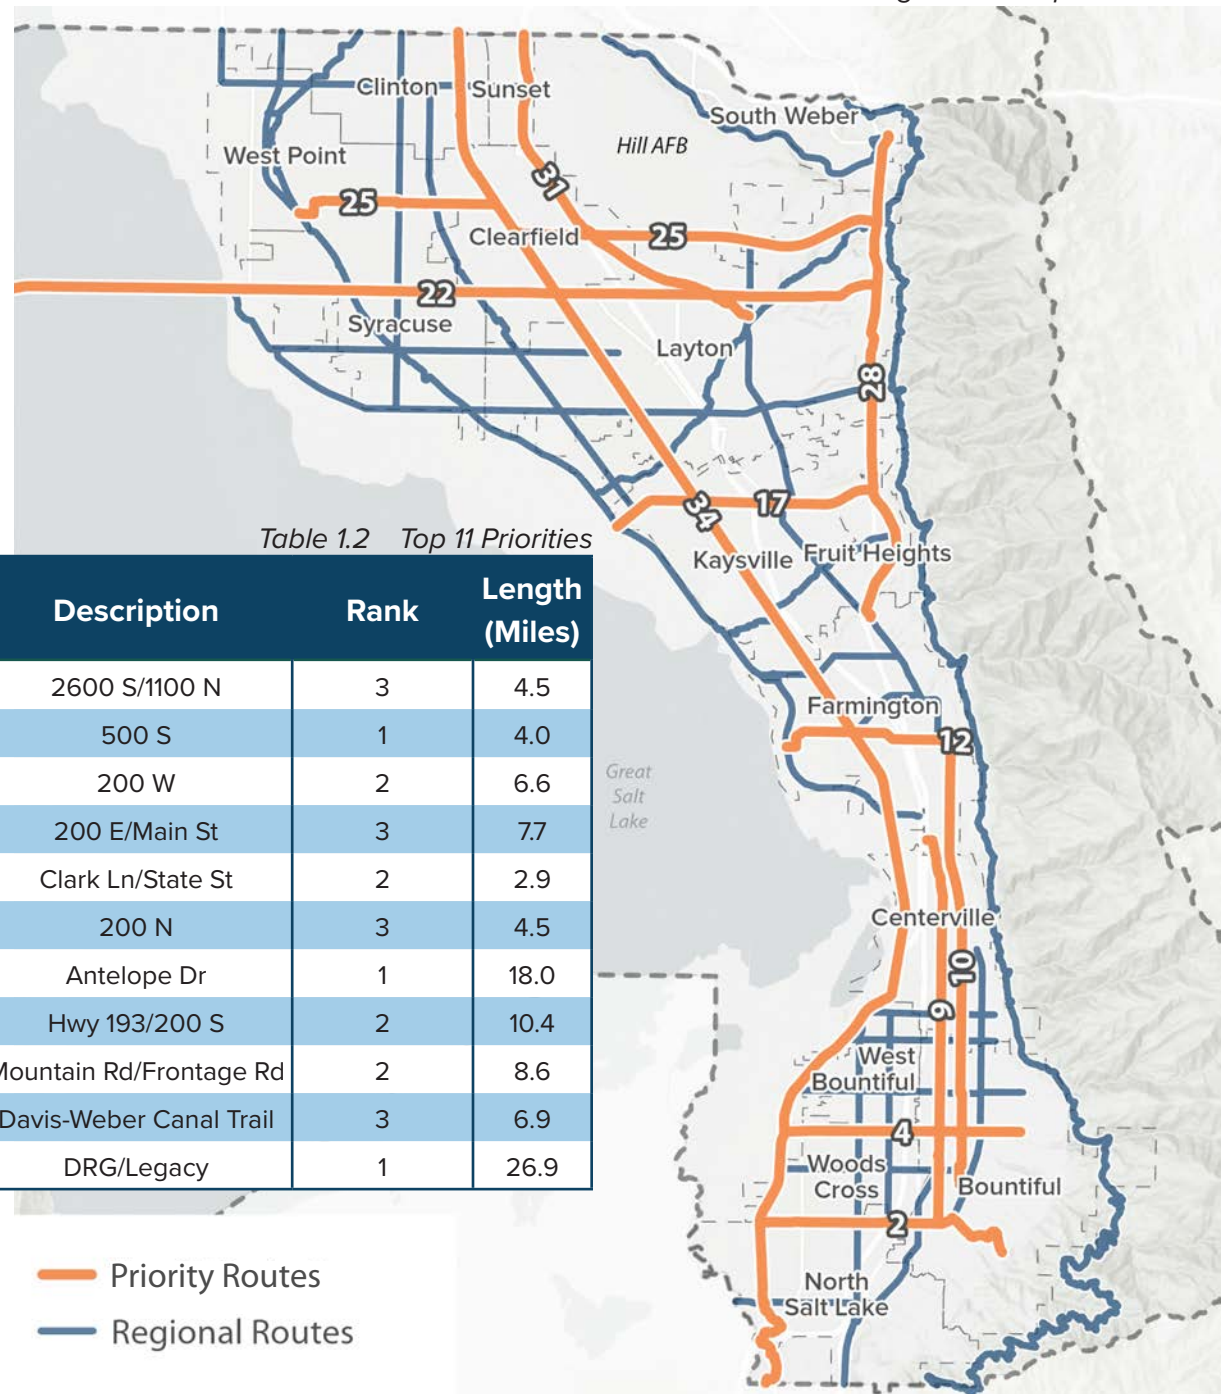 Clinton
Sunset
South Weber
Hill AFB
West Point
31
25
Clearfield
25
22
Syracuse
Layton
28
34
17
Kaysville
Fruit Heights
Farmington
12
Great
Salt
Lake
Centerville
10
9
West
Bountiful
4
Woods
Cross
Bountiful
2
North
Salt Lake
Table 1.2 Top 11 Priorities
Description Rank Length
(Miles)
2600 S/1100 N 3 4.5
500 S 1 4.0
200 W 2 6.6
200 E/Main St 3 7.7
Clark Ln/State St 2 2.9
200 N 3 4.5
Antelope Dr 1 18.0
Hwy 193/200 S 2 10.4
Mountain Rd/Frontage Rd 2 8.6
Davis-Weber Canal Trail 3 6.9
DRG/Legacy 1 26.9
Priority Routes
Regional Routes